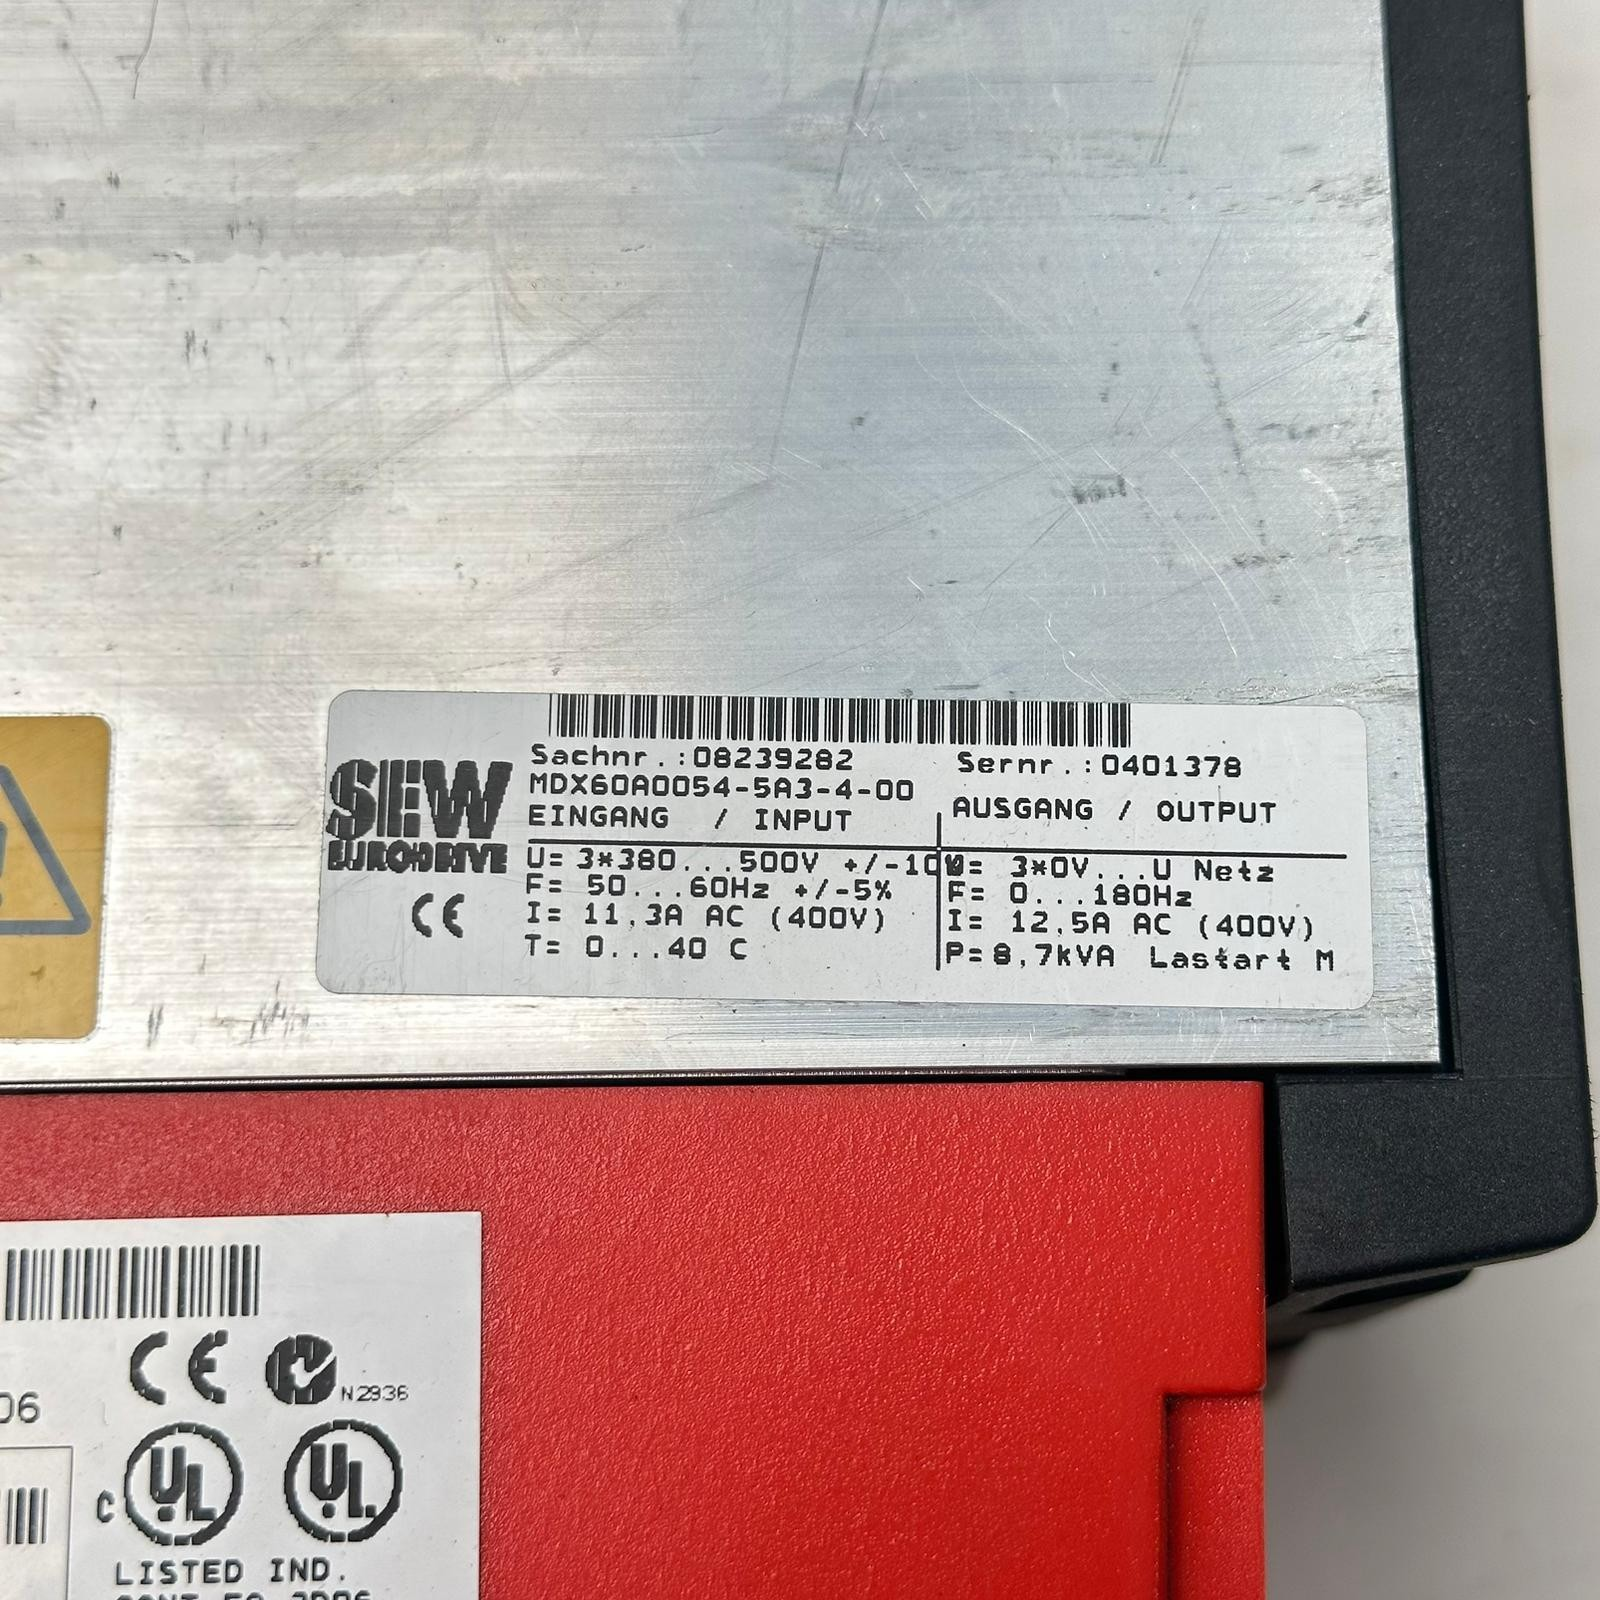 Sachnr.:08239282 Sernr.:0401378
MDX60A0054-5A3-4-00
EINGANG / INPUT AUSGANG / OUTPUT
SEW
EURODRIVE
CE
U= 3*380...500V +/-10 U= 3*0V...U Netz
F= 50...60Hz +/-5% F= 0...180Hz
I= 11,3A AC (400V) I= 12,5A AC (400V)
T= 0...40 C P=8,7kVA Lastart M
CE N2936
06
C UL UL
LISTED IND.